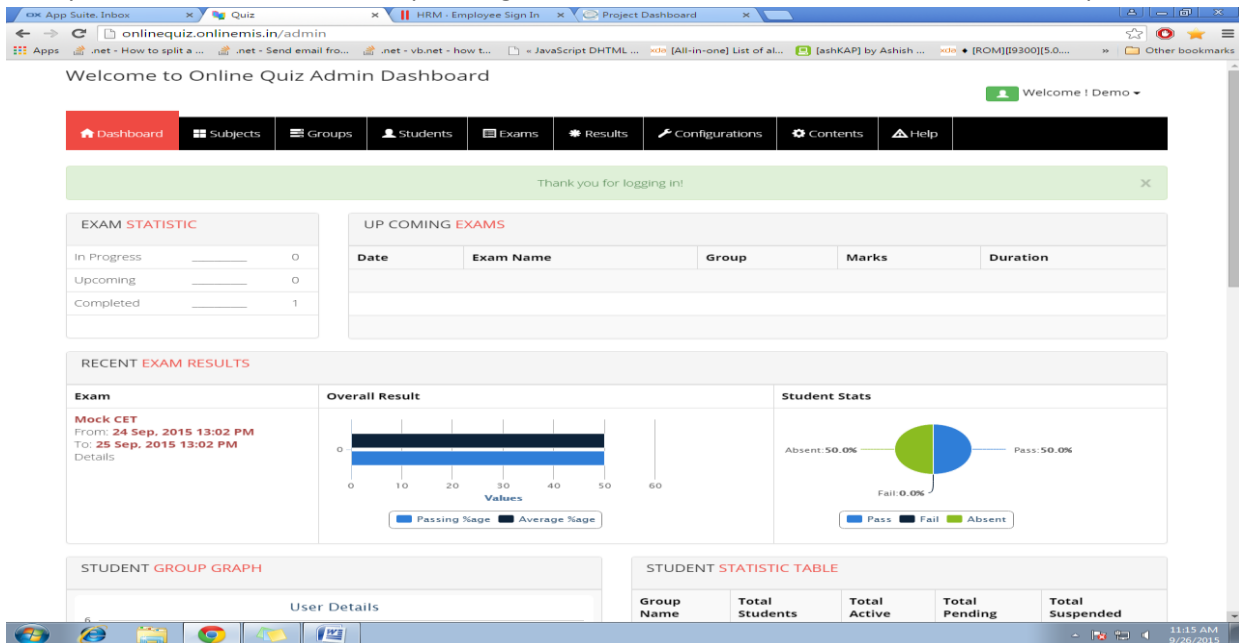 App Suite. Inbox
Quiz
HRM - Employee Sign In
Project Dashboard
onlinequiz.onlinemis.in/admin
Apps
.net - How to split a ...
.net - Send email fro...
.net - vb.net - how t...
« JavaScript DHTML ...
[All-in-one] List of al...
[ashKAP] by Ashish ...
♦ [ROM][I9300][5.0....
»
Other bookmarks
Welcome to Online Quiz Admin Dashboard
Welcome ! Demo
Dashboard Subjects Groups Students Exams Results Configurations Contents Help
Thank you for logging in!
EXAM STATISTIC
In Progress 0
Upcoming 0
Completed 1
UP COMING EXAMS
Date Exam Name Group Marks Duration
RECENT EXAM RESULTS
Exam Overall Result Student Stats
Mock CET
From: 24 Sep, 2015 13:02 PM
To: 25 Sep, 2015 13:02 PM
Details
0
0 10 20 30 40 50 60
Values
Passing %age Average %age
Absent:50.0%
Pass:50.0%
Fail:0.0%
Pass Fail Absent
STUDENT GROUP GRAPH
User Details
6
STUDENT STATISTIC TABLE
Group Name
Total Students
Total Active
Total Pending
Total Suspended
11:15 AM
9/26/2015